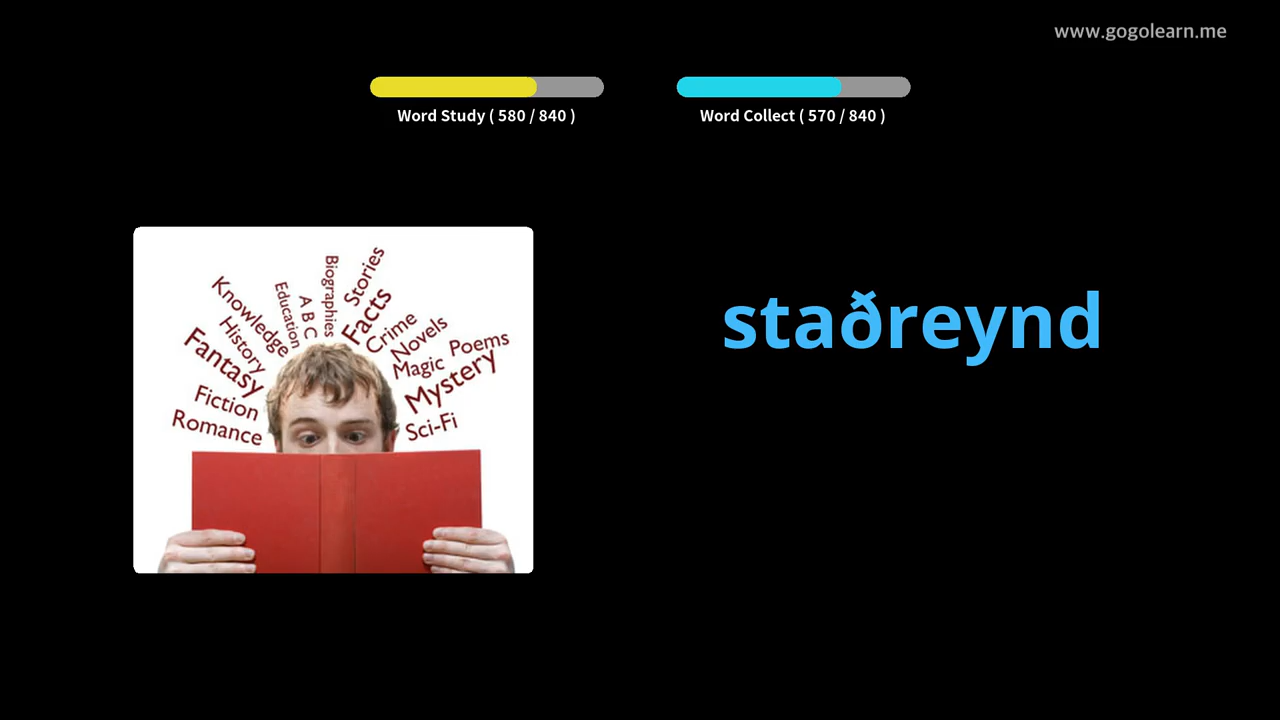 www.gogolearn.me
Word Study ( 580 / 840 )
Word Collect ( 570 / 840 )
staðreynd
Knowledge
Education
A B C
Biographies
Stories
Facts
Crime
Novels
Poems
Magic
Mystery
Sci-Fi
History
Fantasy
Fiction
Romance